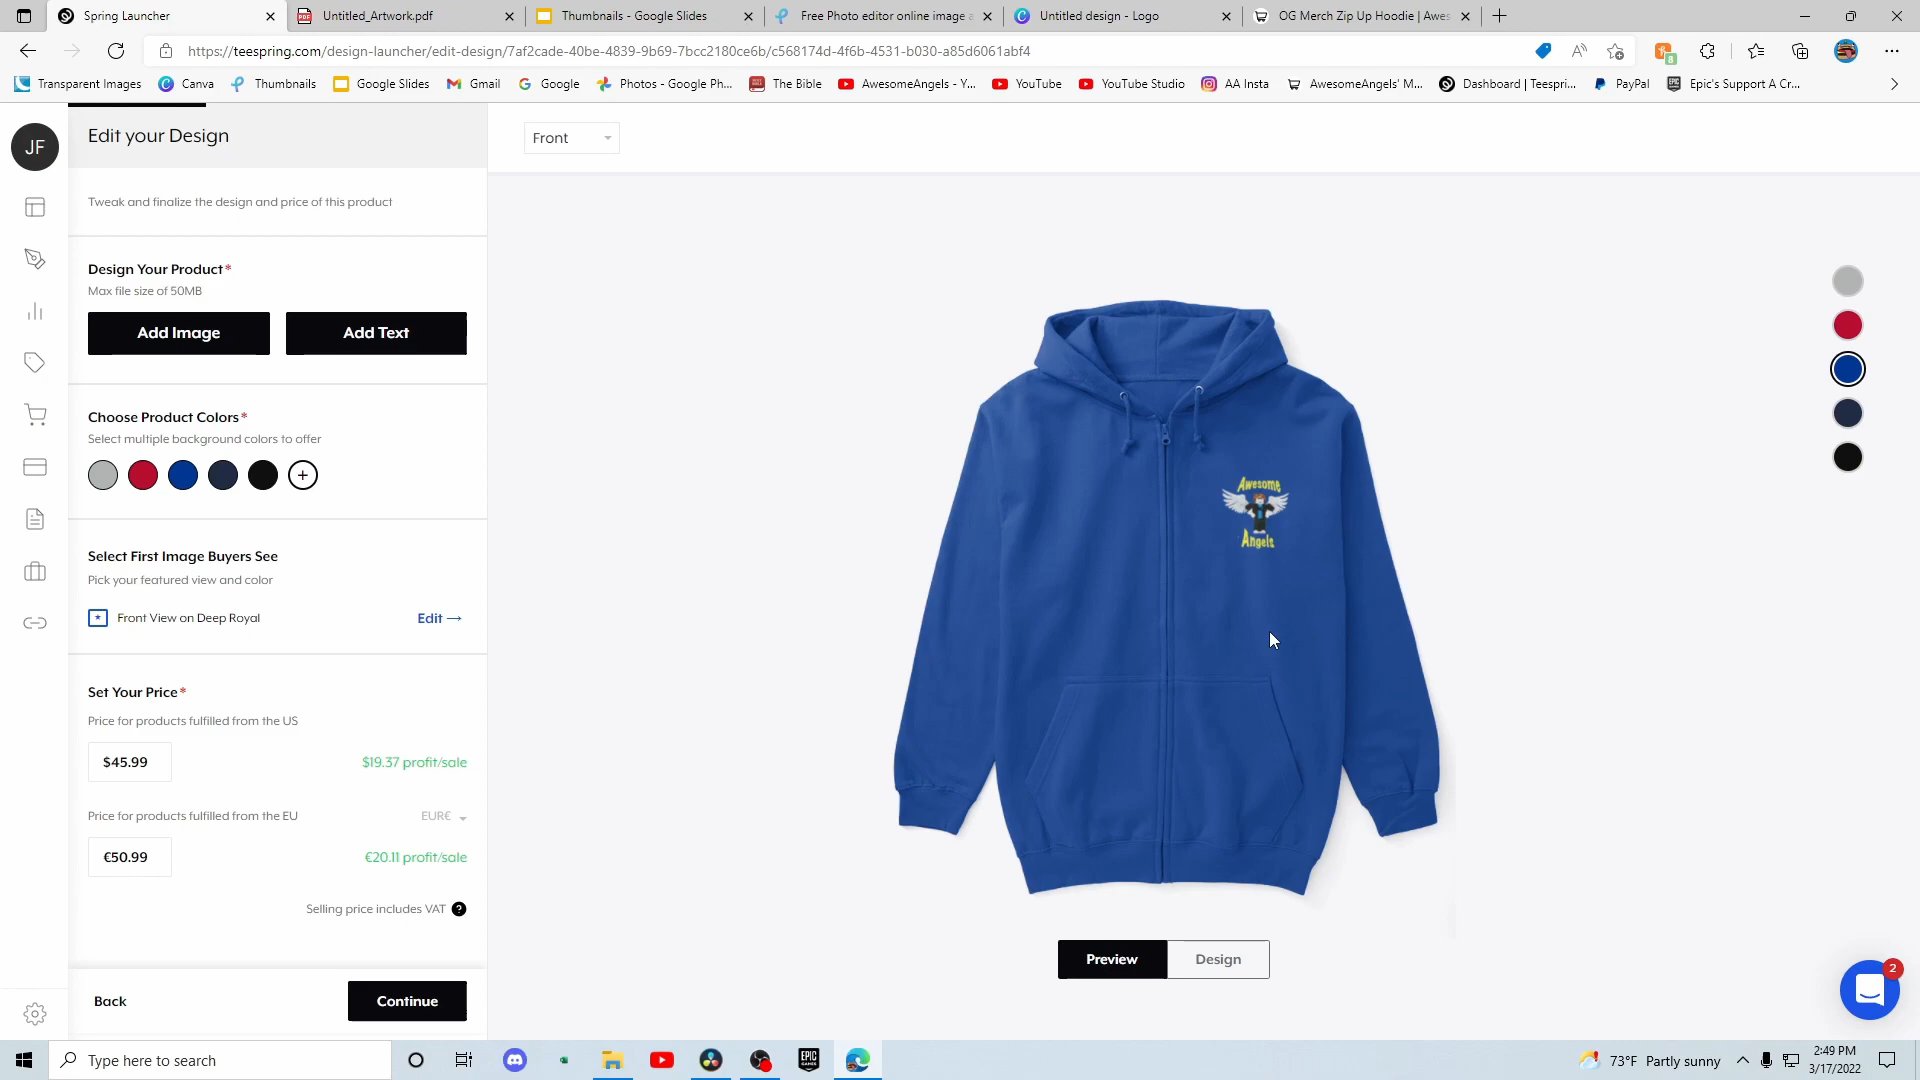 Spring Launcher
Untitled_Artwork.pdf
Thumbnails - Google Slides
Free Photo editor online image a
Untitled design - Logo
OG Merch Zip Up Hoodie | Awes
https://teespring.com/design-launcher/edit-design/7af2cade-40be-4839-9b69-7bcc2180ce6b/c568174d-4f6b-4531-b030-a85d6061abf4
8
Transparent Images
Canva
Thumbnails
Google Slides
Gmail
Google
Photos - Google Ph...
The Bible
AwesomeAngels - Y...
YouTube
YouTube Studio
AA Insta
AwesomeAngels' M...
Dashboard | Teespri...
PayPal
Epic's Support A Cr...
JF
Edit your Design
Front
Tweak and finalize the design and price of this product
Design Your Product*
Max file size of 50MB
Add Image
Add Text
Choose Product Colors*
Select multiple background colors to offer
Select First Image Buyers See
Pick your featured view and color
Front View on Deep Royal
Edit →
Set Your Price*
Price for products fulfilled from the US
$45.99
$19.37 profit/sale
Price for products fulfilled from the EU
EUR€
€50.99
€20.11 profit/sale
Selling price includes VAT ?
Back
Continue
Awesome
Angels
Preview
Design
2
Type here to search
EPIC
GAMES
73°F Partly sunny
2:49 PM
3/17/2022